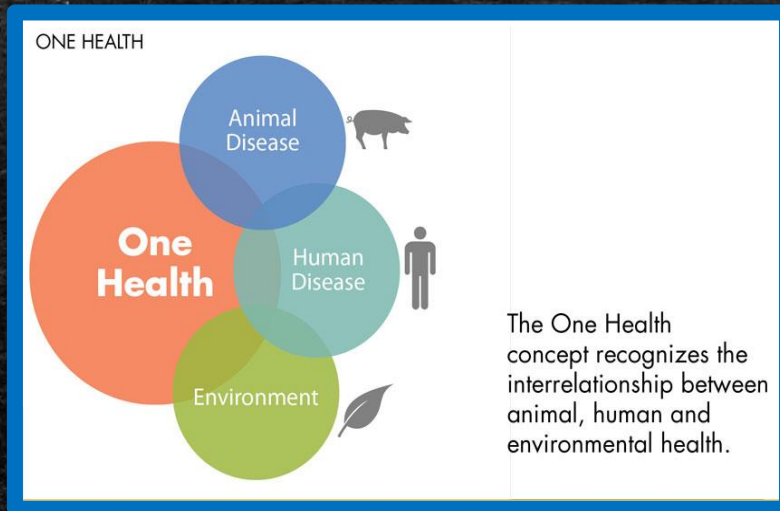 ONE HEALTH
Animal
Disease
One
Health
Human
Disease
Environment
The One Health
concept recognizes the
interrelationship between
animal, human and
environmental health.